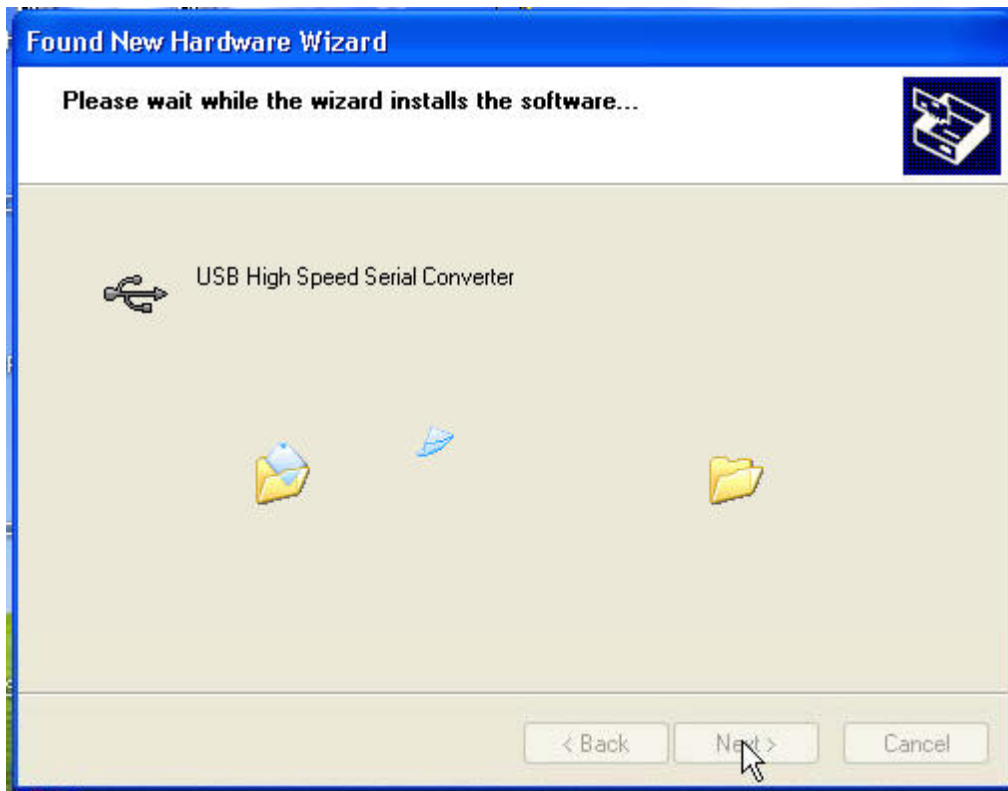 Found New Hardware Wizard
Please wait while the wizard installs the software...
USB High Speed Serial Converter
< Back
Next >
Cancel